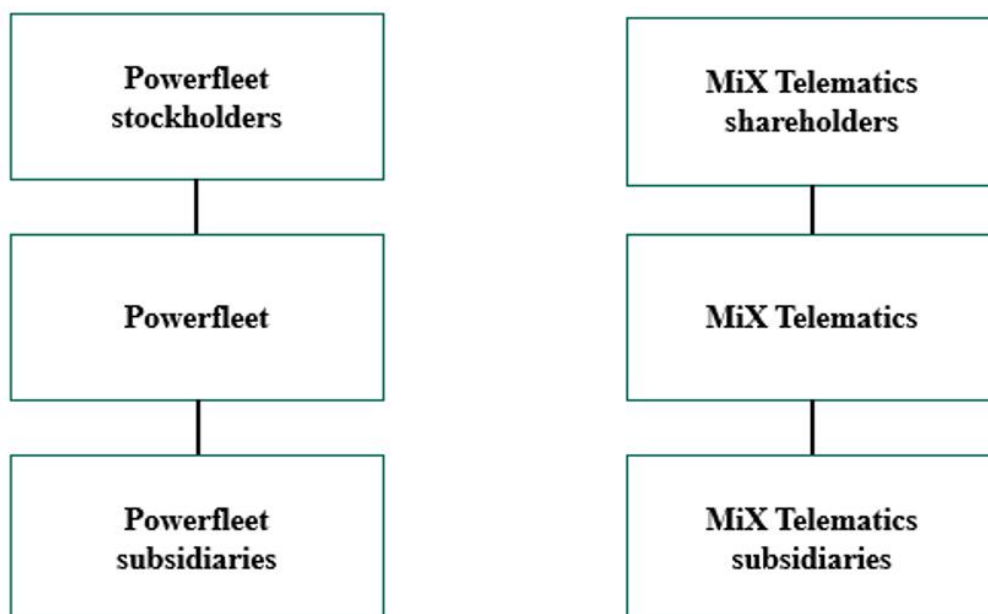 Powerfleet
stockholders
MiX Telematics
shareholders
Powerfleet
MiX Telematics
Powerfleet
subsidiaries
MiX Telematics
subsidiaries